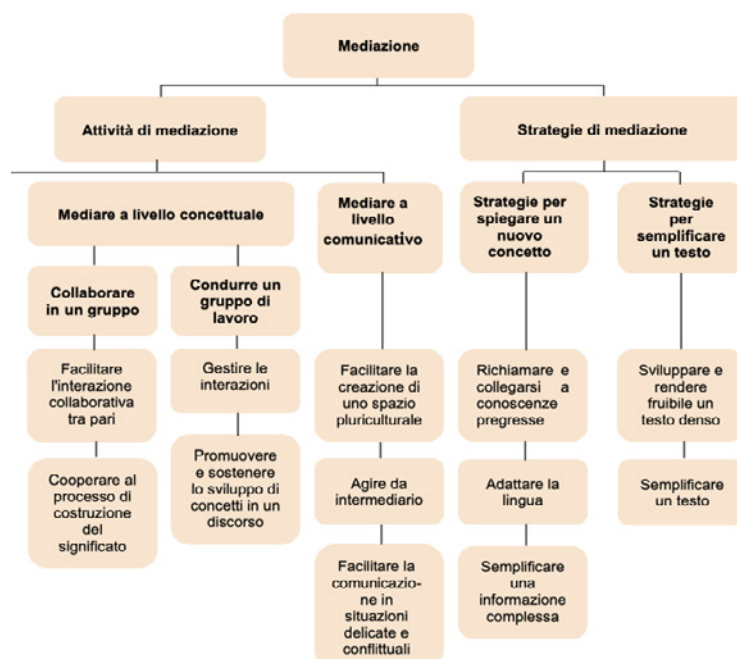 Mediazione
Attività di mediazione
Strategie di mediazione
Mediare a livello concettuale
Mediare a
livello
comunicativo
Strategie per
spiegare un
nuovo
concetto
Strategie
per
semplificare
un testo
Collaborare
in un gruppo
Condurre un
gruppo di
lavoro
Facilitare
l'interazione
collaborativa
tra pari
Gestire le
interazioni
Facilitare la
creazione di
uno spazio
pluriculturale
Richiamare e
collegarsi a
conoscenze
pregresse
Sviluppare e
rendere
fruibile un
testo denso
Cooperare al
processo di
costruzione
del
significato
Promuovere
e sostenere
lo sviluppo di
concetti in un
discorso
Agire da
intermediario
Adattare la
lingua
Semplificare
un testo
Facilitare la
comunicazio-
ne in
situazioni
delicate e
conflittuali
Semplificare
una
informazione
complessa